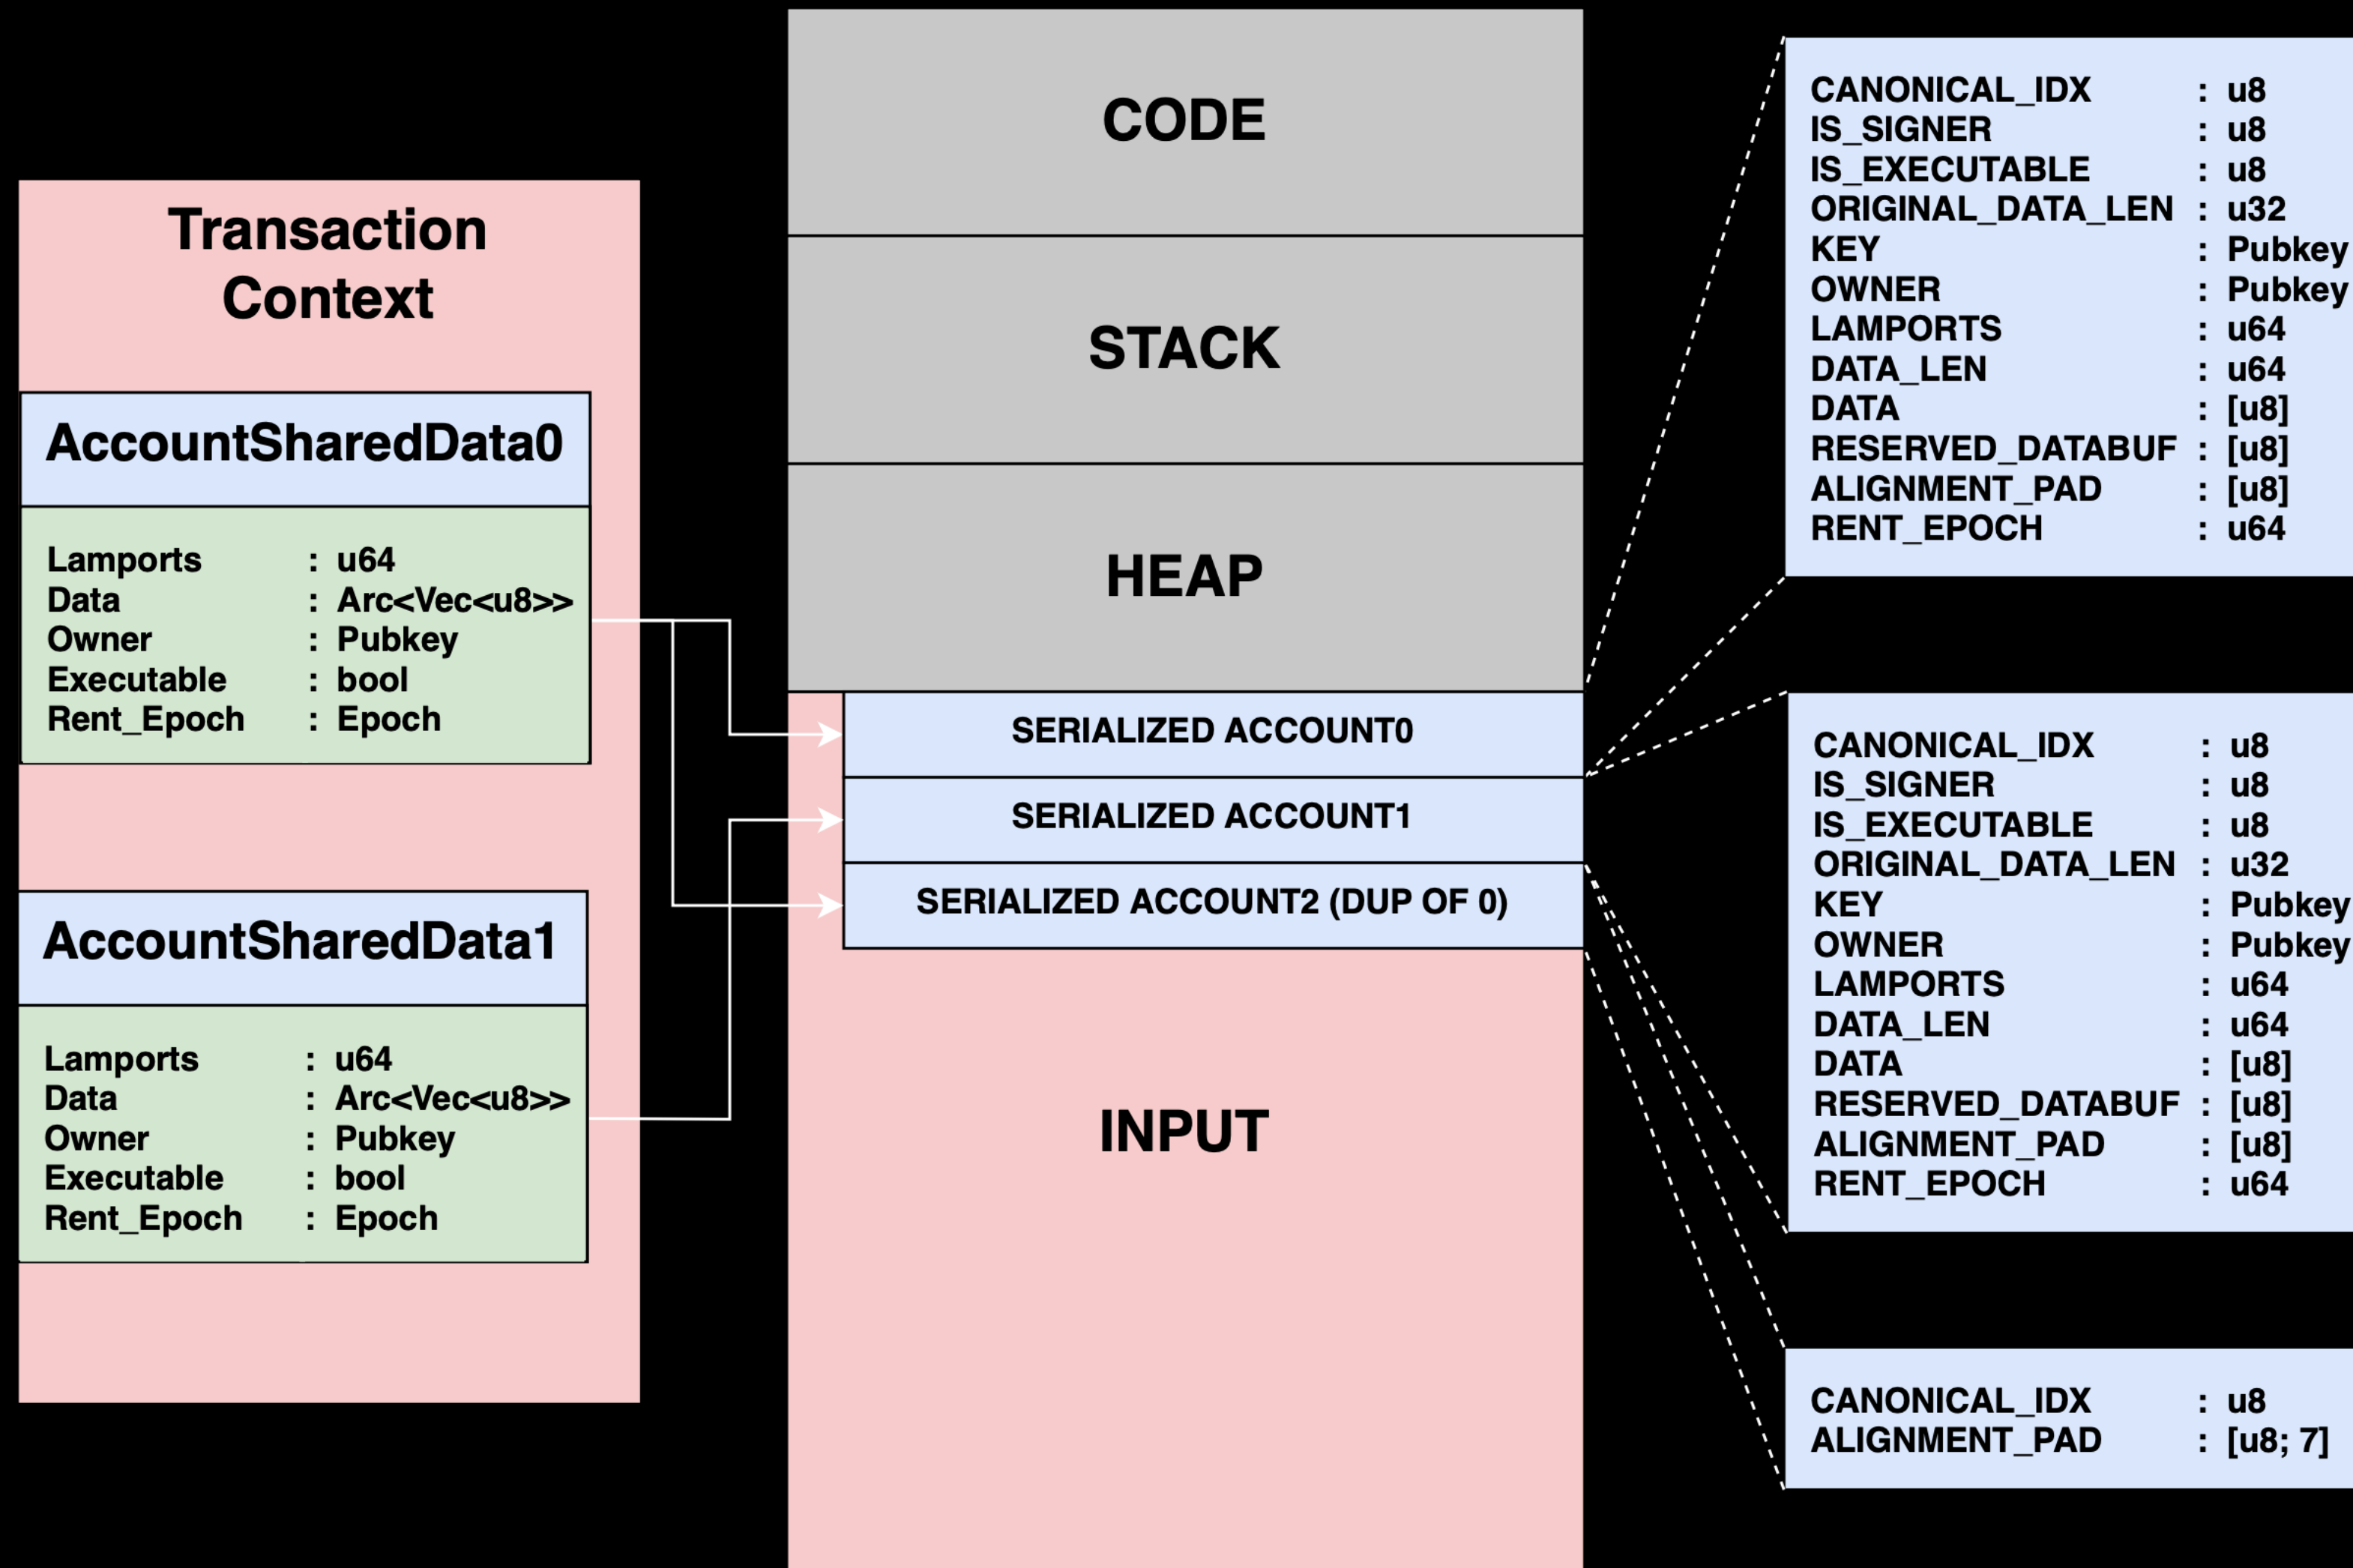 Transaction
Context
AccountSharedData0
Lamports : u64
Data : Arc<Vec<u8>>
Owner : Pubkey
Executable : bool
Rent_Epoch : Epoch
AccountSharedData1
Lamports : u64
Data : Arc<Vec<u8>>
Owner : Pubkey
Executable : bool
Rent_Epoch : Epoch
CODE
STACK
HEAP
SERIALIZED ACCOUNT0
SERIALIZED ACCOUNT1
SERIALIZED ACCOUNT2 (DUP OF 0)
INPUT
CANONICAL_IDX : u8
IS_SIGNER : u8
IS_EXECUTABLE : u8
ORIGINAL_DATA_LEN : u32
KEY : Pubkey
OWNER : Pubkey
LAMPORTS : u64
DATA_LEN : u64
DATA : [u8]
RESERVED_DATABUF : [u8]
ALIGNMENT_PAD : [u8]
RENT_EPOCH : u64
CANONICAL_IDX : u8
IS_SIGNER : u8
IS_EXECUTABLE : u8
ORIGINAL_DATA_LEN : u32
KEY : Pubkey
OWNER : Pubkey
LAMPORTS : u64
DATA_LEN : u64
DATA : [u8]
RESERVED_DATABUF : [u8]
ALIGNMENT_PAD : [u8]
RENT_EPOCH : u64
CANONICAL_IDX : u8
ALIGNMENT_PAD : [u8; 7]